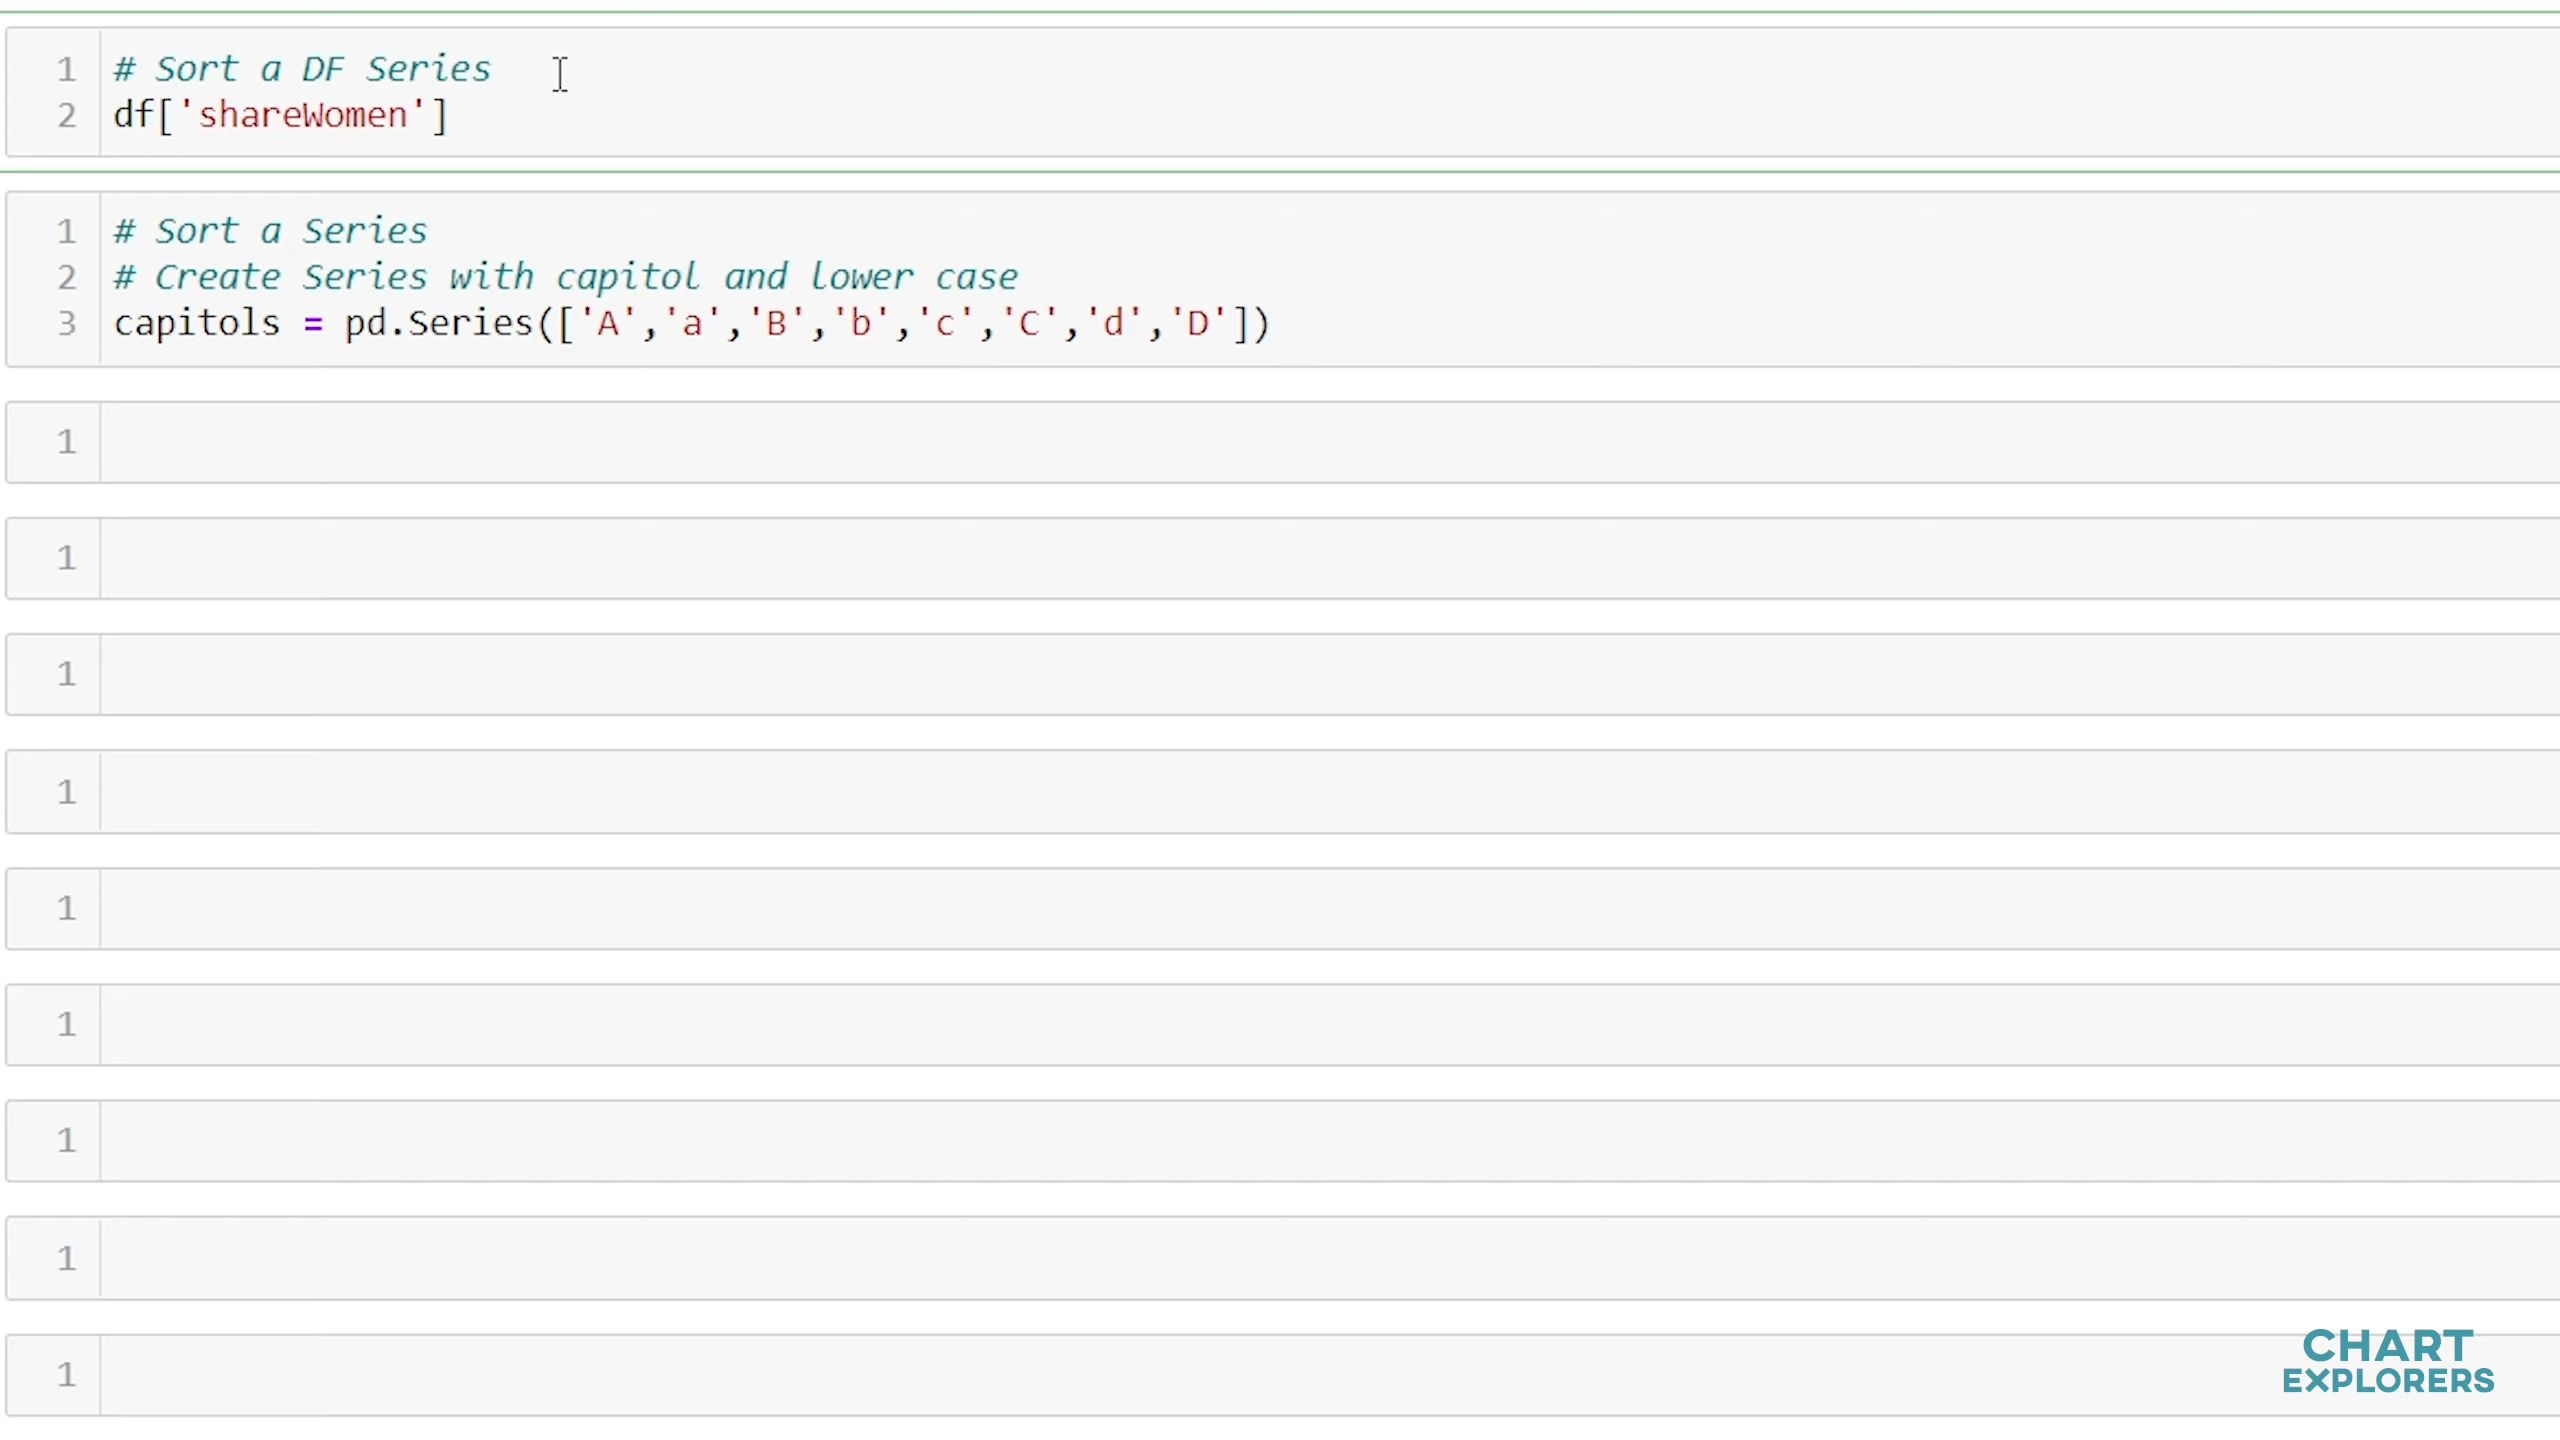 1 # Sort a DF Series
2 df['shareWomen']
1 # Sort a Series
2 # Create Series with capitol and lower case
3 capitols = pd.Series(['A','a','B','b','c','C','d','D'])
1
1
1
1
1
1
1
1
1
CHART
EXPLORERS